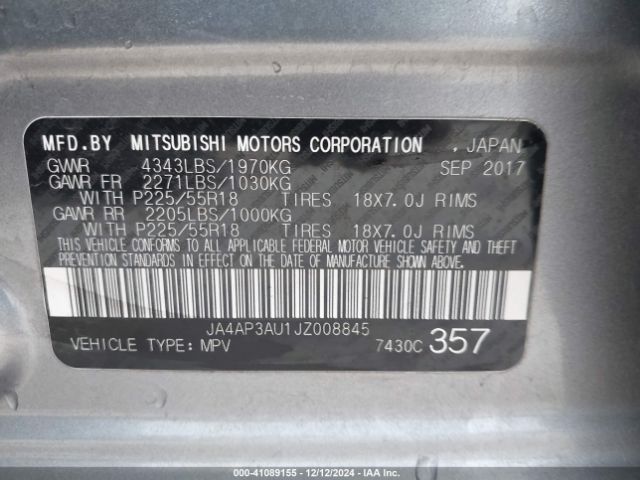 MFD.BY MITSUBISHI MOTORS CORPORATION , JAPAN
GVWR 4343LBS/1970KG SEP 2017
GAWR FR 2271LBS/1030KG
WITH P225/55R18 TIRES 18X7.0J RIMS
GAWR RR 2205LBS/1000KG
WITH P225/55R18 TIRES 18X7.0J RIMS
THIS VEHICLE CONFORMS TO ALL APPLICABLE FEDERAL MOTOR VEHICLE SAFETY AND THEFT
PREVENTION STANDARDS IN EFFECT ON THE DATE OF MANUFACTURE SHOWN ABOVE.
JA4AP3AU1JZ008845
VEHICLE TYPE: MPV 7430C 357
000-41089155 - 12/12/2024 - IAA, Inc.